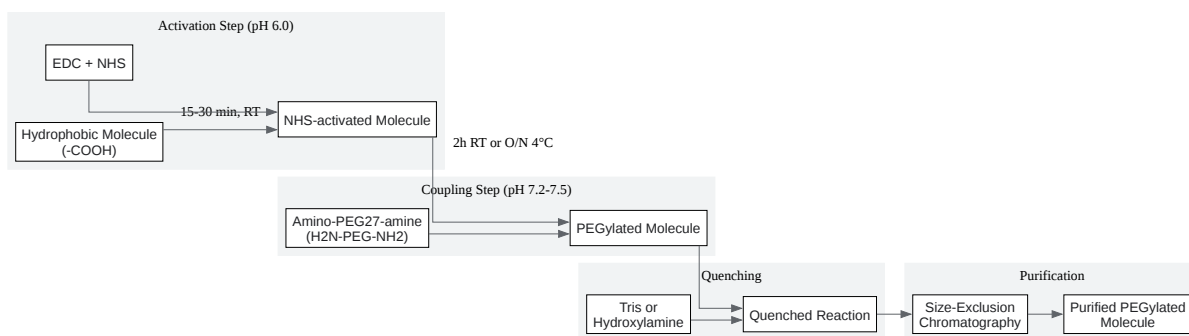 Activation Step (pH 6.0)
EDC + NHS
15-30 min, RT
NHS-activated Molecule
Hydrophobic Molecule
(-COOH)
2h RT or O/N 4°C
Coupling Step (pH 7.2-7.5)
Amino-PEG27-amine
(H2N-PEG-NH2)
PEGylated Molecule
Quenching
Tris or
Hydroxylamine
Quenched Reaction
Purification
Size-Exclusion
Chromatography
Purified PEGylated
Molecule